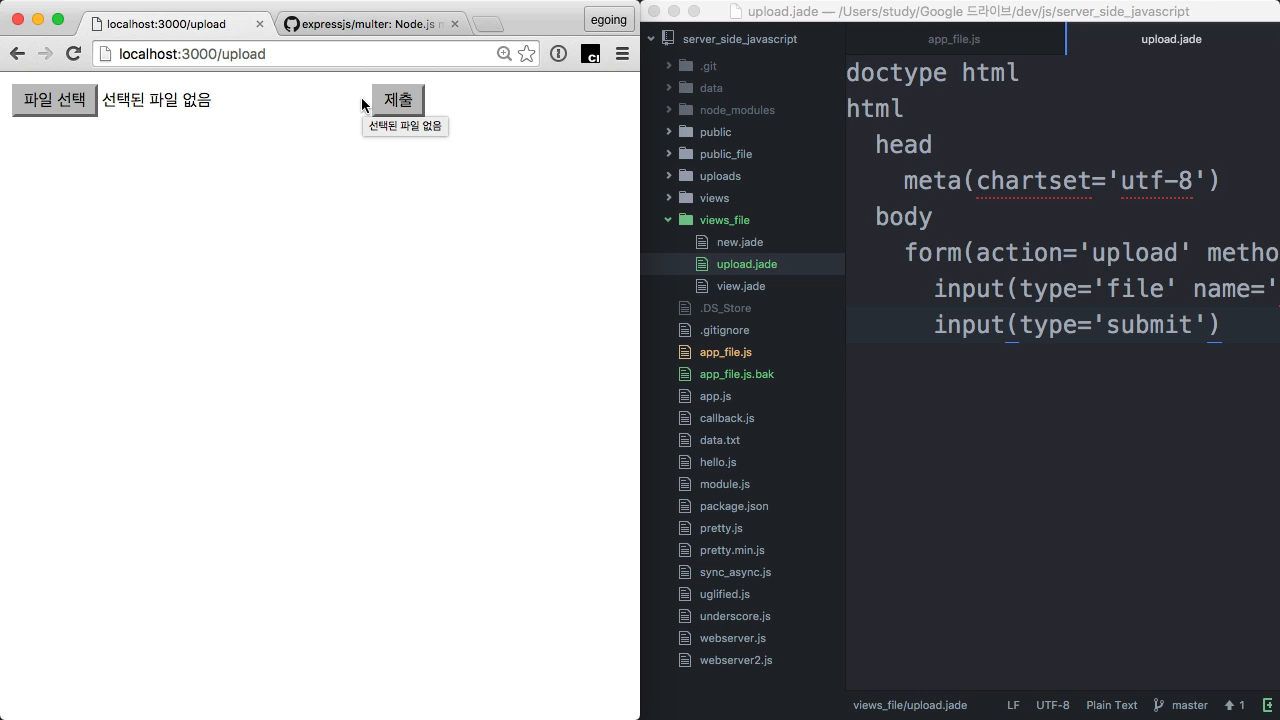 localhost:3000/upload
expressjs/multer: Node.js m
egoing
localhost:3000/upload
파일 선택 선택된 파일 없음
제출
선택된 파일 없음
upload.jade — /Users/study/Google 드라이브/dev/js/server_side_javascript
server_side_javascript
.git
data
node_modules
public
public_file
uploads
views
views_file
new.jade
upload.jade
view.jade
.DS_Store
.gitignore
app_file.js
app_file.js.bak
app.js
callback.js
data.txt
hello.js
module.js
package.json
pretty.js
pretty.min.js
sync_async.js
uglified.js
underscore.js
webserver.js
webserver2.js
app_file.js
upload.jade
doctype html
html
head
meta(chartset='utf-8')
body
form(action='upload' metho
input(type='file' name='
input(type='submit')
views_file/upload.jade
LF
UTF-8
Plain Text
master
1